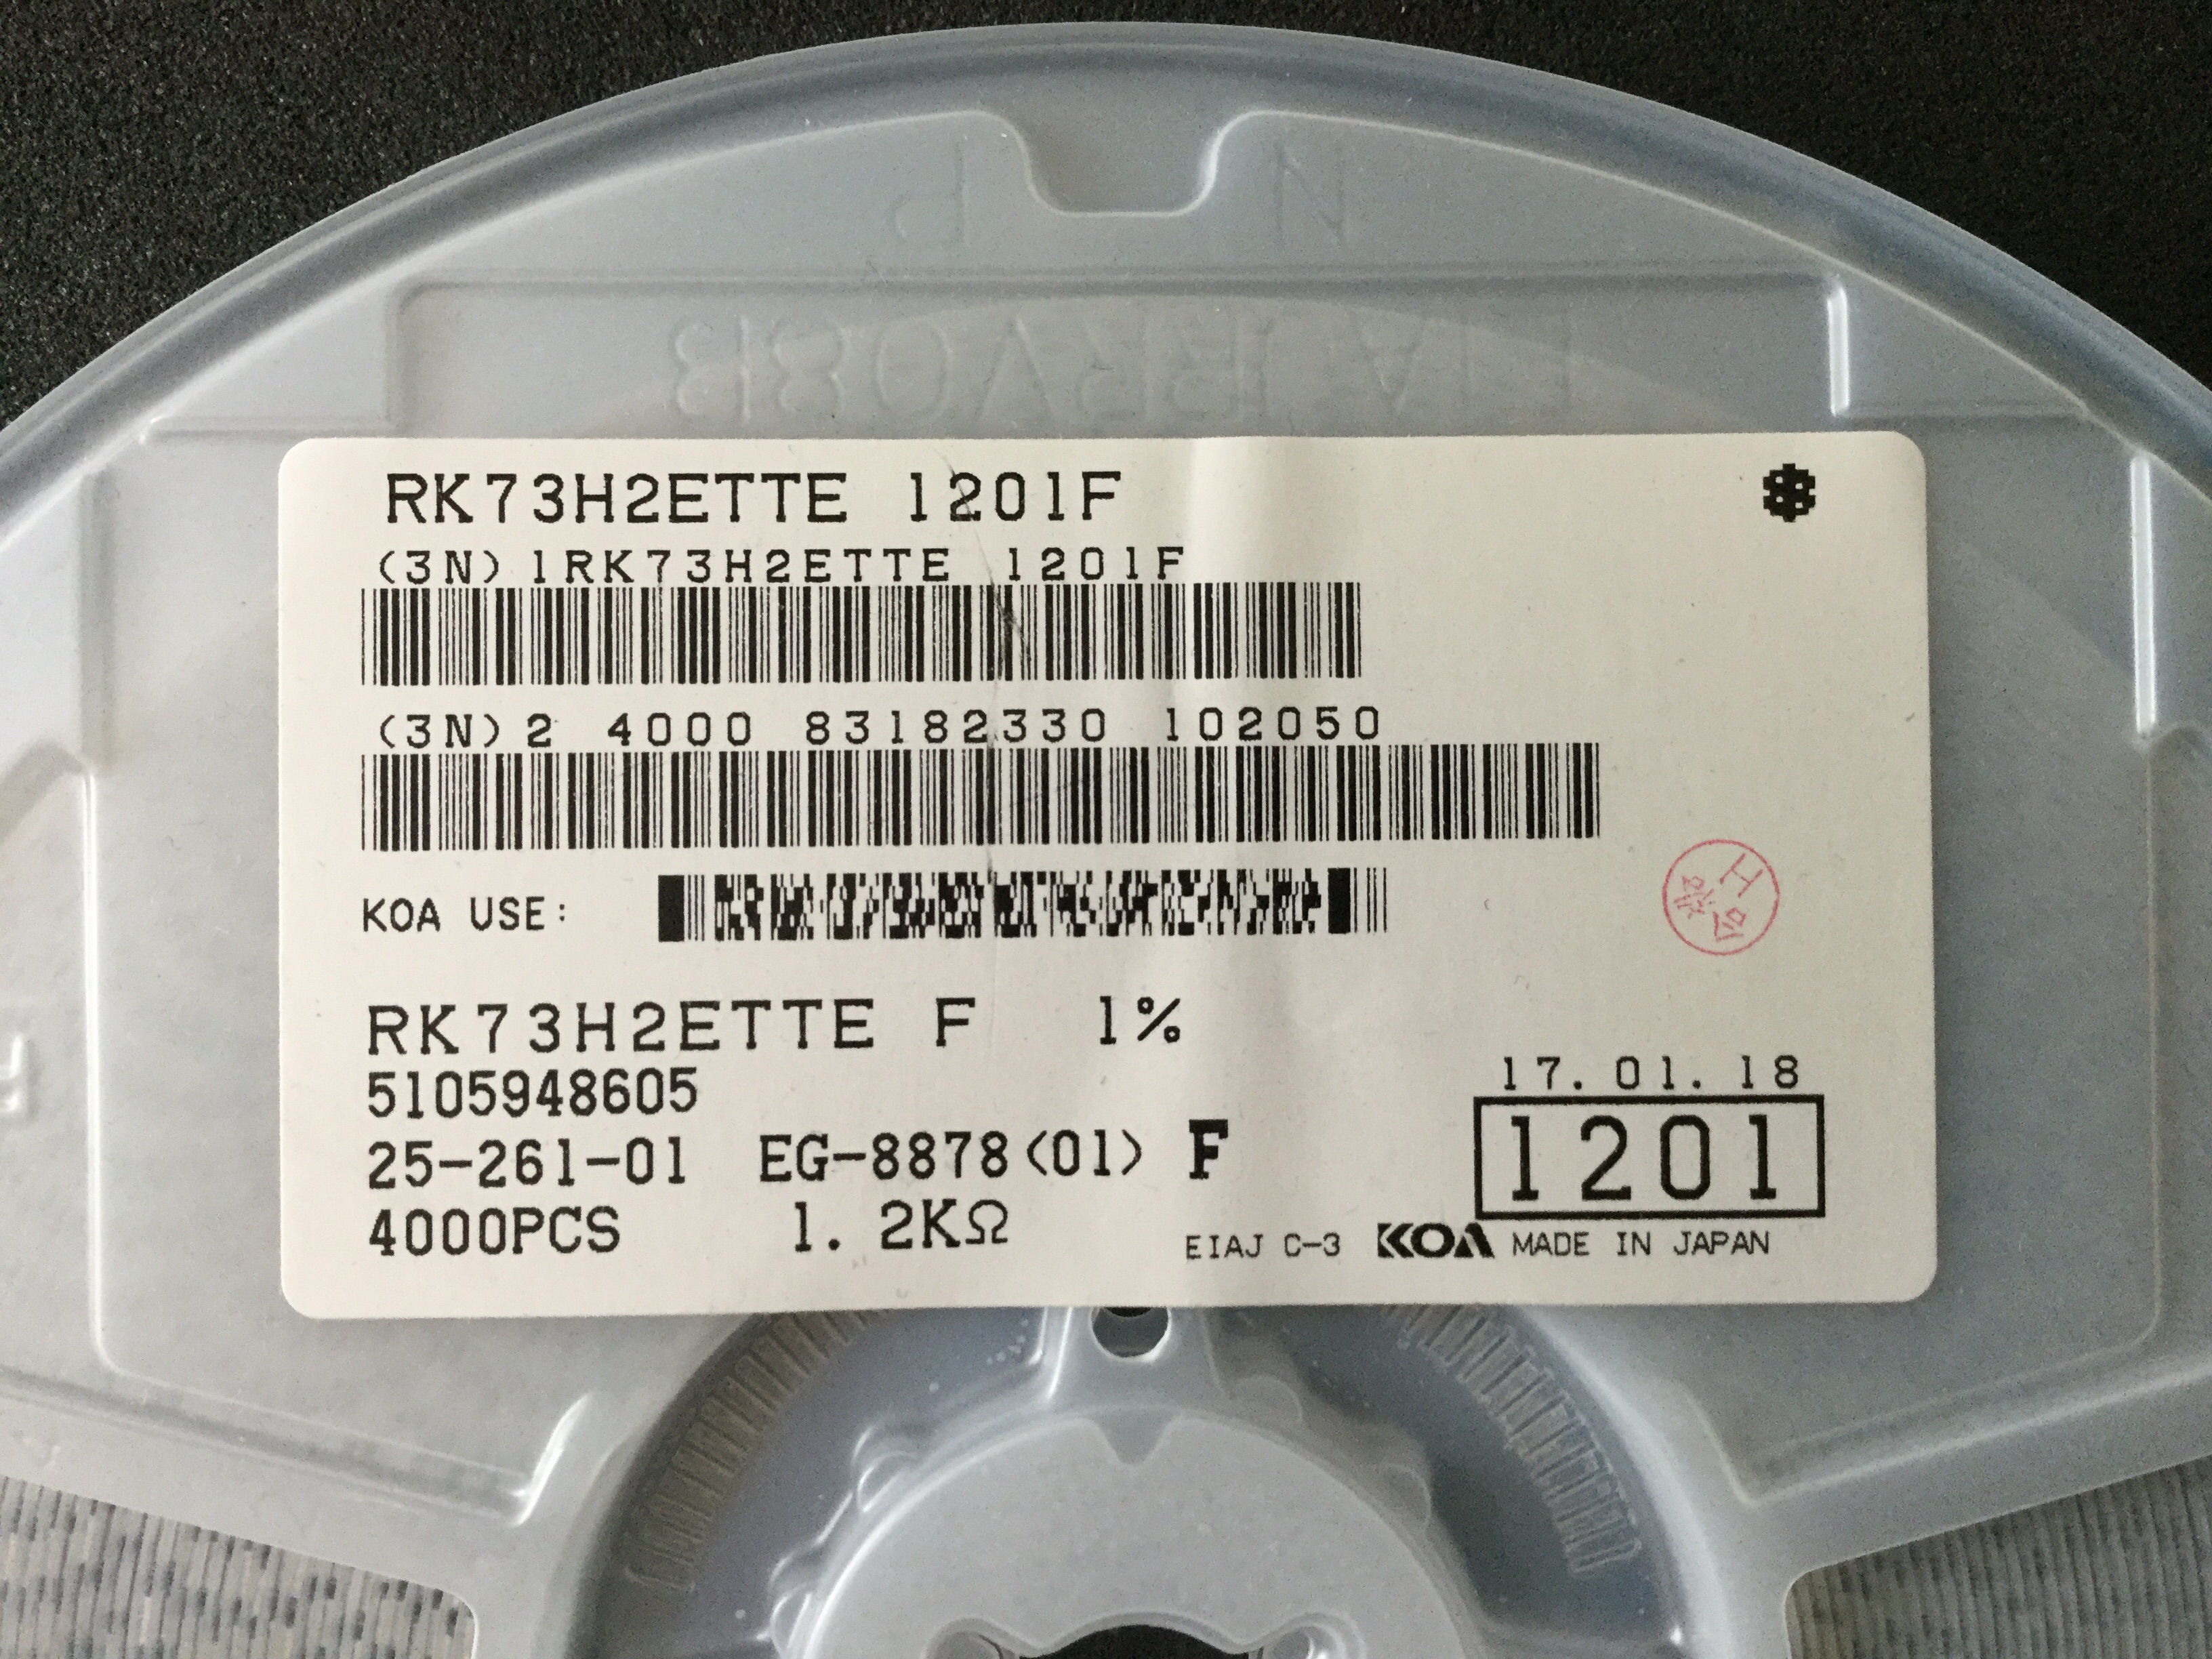 RK73H2ETTE 1201F
(3N)1RK73H2ETTE 1201F
(3N)2 4000 83182330 102050
KOA USE:
RK73H2ETTE F 1%
5105948605
17.01.18
25-261-01 EG-8878(01) F
1201
4000PCS 1.2KΩ
EIAJ C-3 KOA MADE IN JAPAN